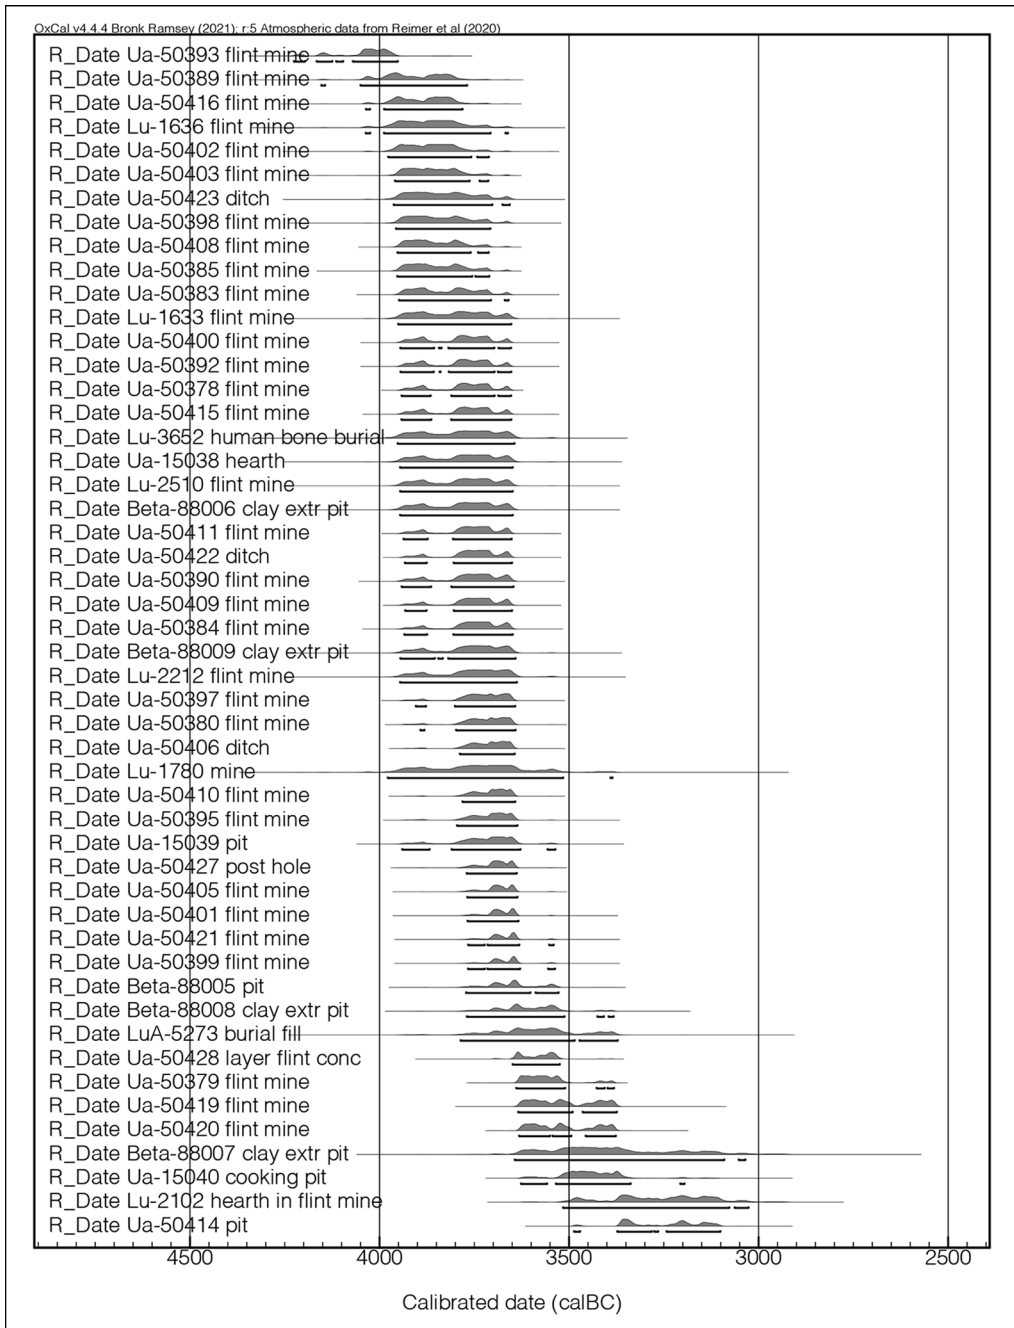 OxCal v4.4.4 Bronk Ramsey (2021); r:5 Atmospheric data from Reimer et al (2020)
R_Date Ua-50393 flint mine
R_Date Ua-50389 flint mine
R_Date Ua-50416 flint mine
R_Date Lu-1636 flint mine
R_Date Ua-50402 flint mine
R_Date Ua-50403 flint mine
R_Date Ua-50423 ditch
R_Date Ua-50398 flint mine
R_Date Ua-50408 flint mine
R_Date Ua-50385 flint mine
R_Date Ua-50383 flint mine
R_Date Lu-1633 flint mine
R_Date Ua-50400 flint mine
R_Date Ua-50392 flint mine
R_Date Ua-50378 flint mine
R_Date Ua-50415 flint mine
R_Date Lu-3652 human bone burial
R_Date Ua-15038 hearth
R_Date Lu-2510 flint mine
R_Date Beta-88006 clay extr pit
R_Date Ua-50411 flint mine
R_Date Ua-50422 ditch
R_Date Ua-50390 flint mine
R_Date Ua-50409 flint mine
R_Date Ua-50384 flint mine
R_Date Beta-88009 clay extr pit
R_Date Lu-2212 flint mine
R_Date Ua-50397 flint mine
R_Date Ua-50380 flint mine
R_Date Ua-50406 ditch
R_Date Lu-1780 mine
R_Date Ua-50410 flint mine
R_Date Ua-50395 flint mine
R_Date Ua-15039 pit
R_Date Ua-50427 post hole
R_Date Ua-50405 flint mine
R_Date Ua-50401 flint mine
R_Date Ua-50421 flint mine
R_Date Ua-50399 flint mine
R_Date Beta-88005 pit
R_Date Beta-88008 clay extr pit
R_Date LuA-5273 burial fill
R_Date Ua-50428 layer flint conc
R_Date Ua-50379 flint mine
R_Date Ua-50419 flint mine
R_Date Ua-50420 flint mine
R_Date Beta-88007 clay extr pit
R_Date Ua-15040 cooking pit
R_Date Lu-2102 hearth in flint mine
R_Date Ua-50414 pit
4500 4000 3500 3000 2500
Calibrated date (calBC)